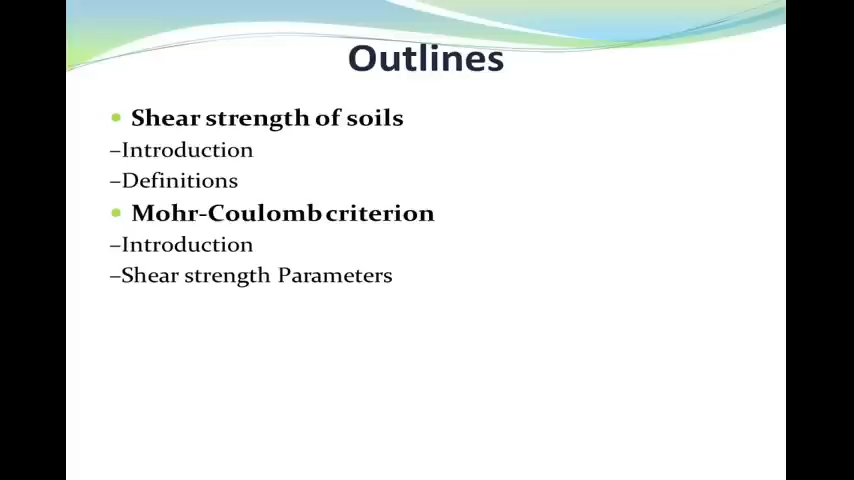 Outlines
• Shear strength of soils
–Introduction
–Definitions
• Mohr-Coulomb criterion
–Introduction
–Shear strength Parameters